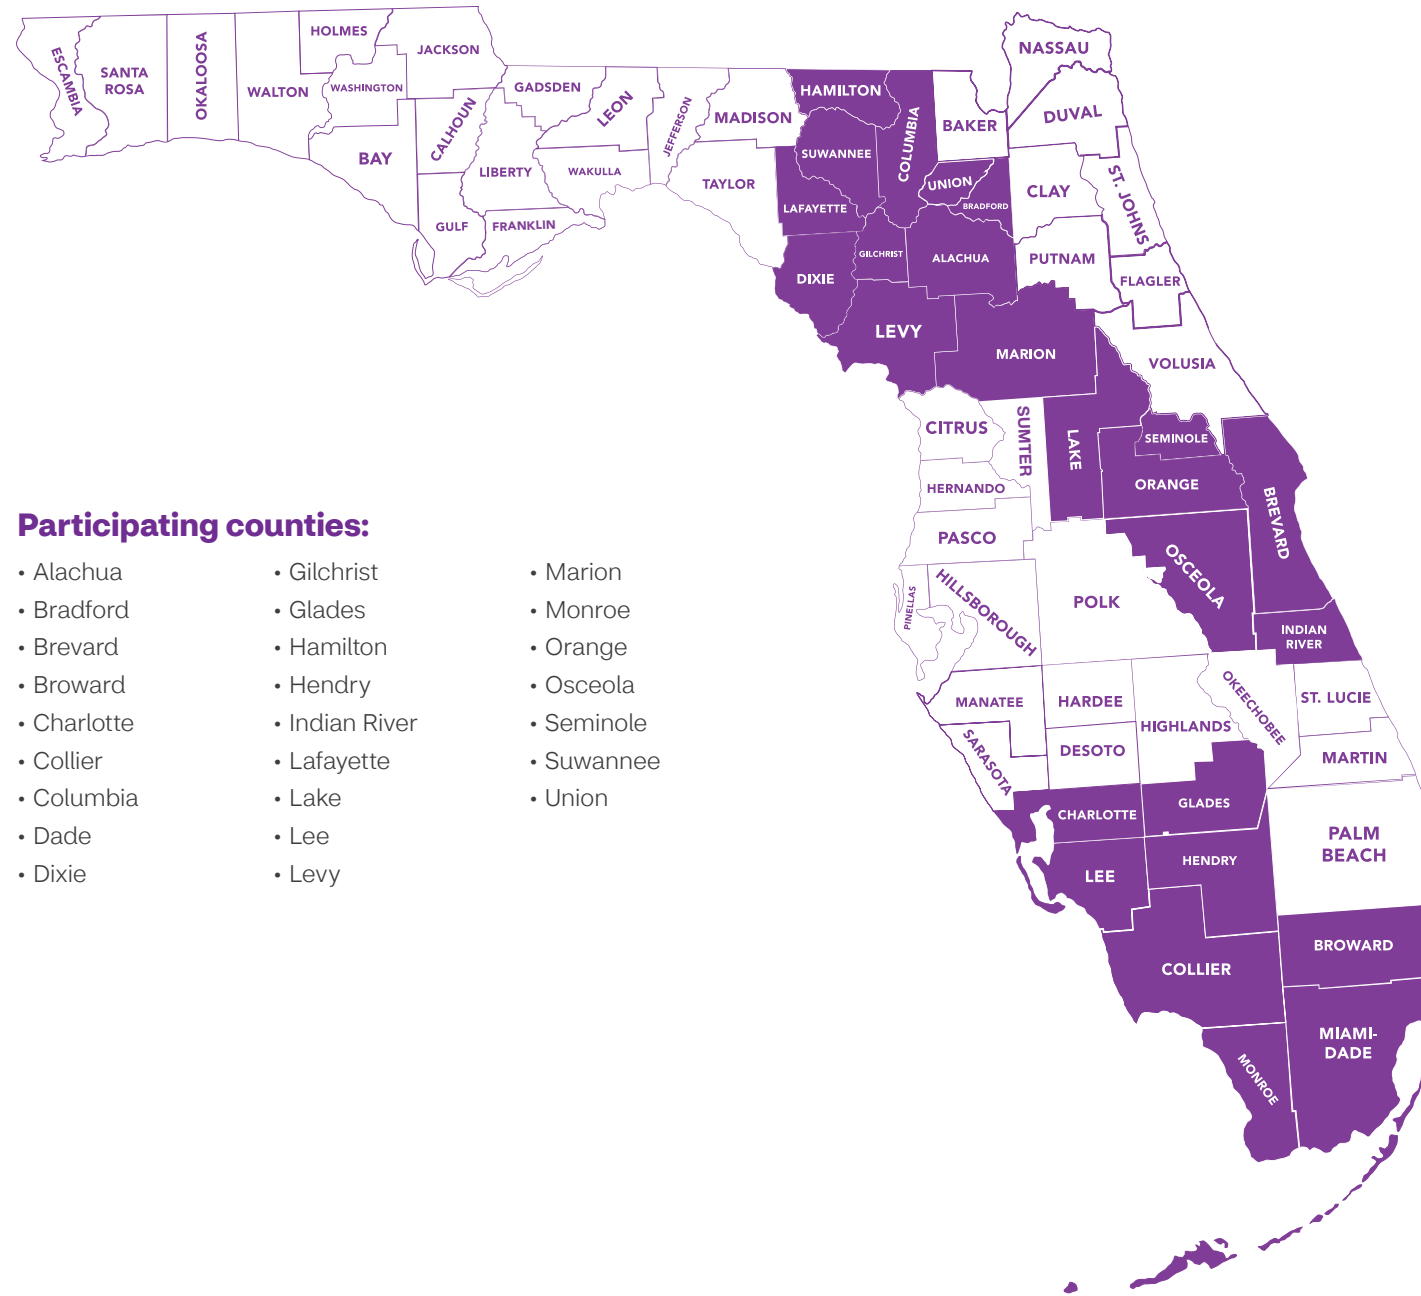 HOLMES
JACKSON
ESCAMBIA
SANTA
ROSA
OKALOOSA
WALTON
WASHINGTON
BAY
CALHOUN
GULF
GADSDEN
LIBERTY
FRANKLIN
LEON
WAKULLA
JEFFERSON
MADISON
TAYLOR
HAMILTON
SUWANNEE
LAFAYETTE
DIXIE
COLUMBIA
GILCHRIST
LEVY
BAKER
UNION
BRADFORD
ALACHUA
MARION
NASSAU
DUVAL
CLAY
ST. JOHNS
PUTNAM
FLAGLER
VOLUSIA
CITRUS
SUMTER
LAKE
SEMINOLE
ORANGE
BREVARD
HERNANDO
PASCO
PINELLAS
HILLSBOROUGH
POLK
OSCEOLA
INDIAN
RIVER
MANATEE
HARDEE
HIGHLANDS
OKEECHOBEE
ST. LUCIE
SARASOTA
DESOTO
MARTIN
CHARLOTTE
GLADES
PALM
BEACH
LEE
HENDRY
COLLIER
BROWARD
MIAMI-
DADE
MONROE
Participating counties:
• Alachua
• Bradford
• Brevard
• Broward
• Charlotte
• Collier
• Columbia
• Dade
• Dixie
• Gilchrist
• Glades
• Hamilton
• Hendry
• Indian River
• Lafayette
• Lake
• Lee
• Levy
• Marion
• Monroe
• Orange
• Osceola
• Seminole
• Suwannee
• Union